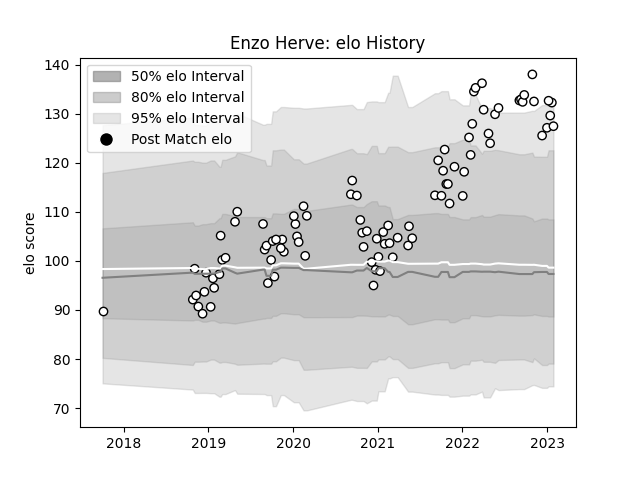 Enzo Herve: elo History
140
130
120
110
100
90
80
70
elo score
50% elo Interval
80% elo Interval
95% elo Interval
Post Match elo
2018 2019 2020 2021 2022 2023